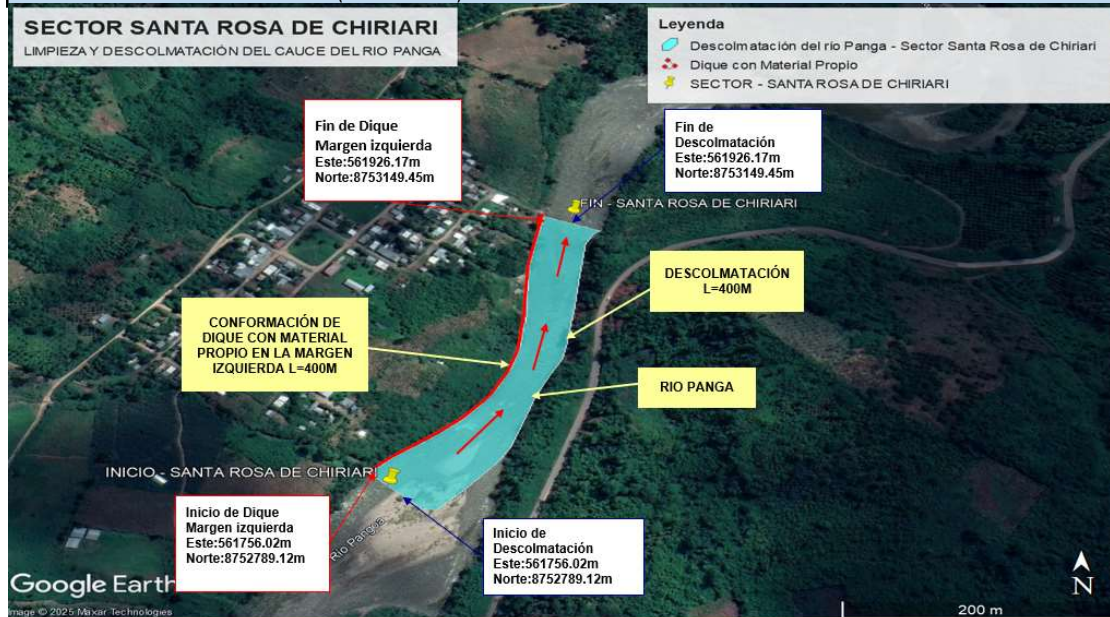 SECTOR SANTA ROSA DE CHIRIARI
LIMPIEZA Y DESCOLMATACIÓN DEL CAUCE DEL RIO PANGA
Leyenda
Descolmatación del río Panga - Sector Santa Rosa de Chiriari
Dique con Material Propio
SECTOR - SANTA ROSA DE CHIRIARI
Fin de Dique
Margen izquierda
Este:561926.17m
Norte:8753149.45m
Fin de
Descolmatación
Este:561926.17m
Norte:8753149.45m
FIN - SANTA ROSA DE CHIRIARI
DESCOLMATACIÓN
L=400M
CONFORMACIÓN DE
DIQUE CON MATERIAL
PROPIO EN LA MARGEN
IZQUIERDA L=400M
RIO PANGA
INICIO - SANTA ROSA DE CHIRIARI
Inicio de Dique
Margen izquierda
Este:561756.02m
Norte:8752789.12m
Rio Pangua
Inicio de
Descolmatación
Este:561756.02m
Norte:8752789.12m
Google Earth
Image © 2025 Maxar Technologies
200 m
N